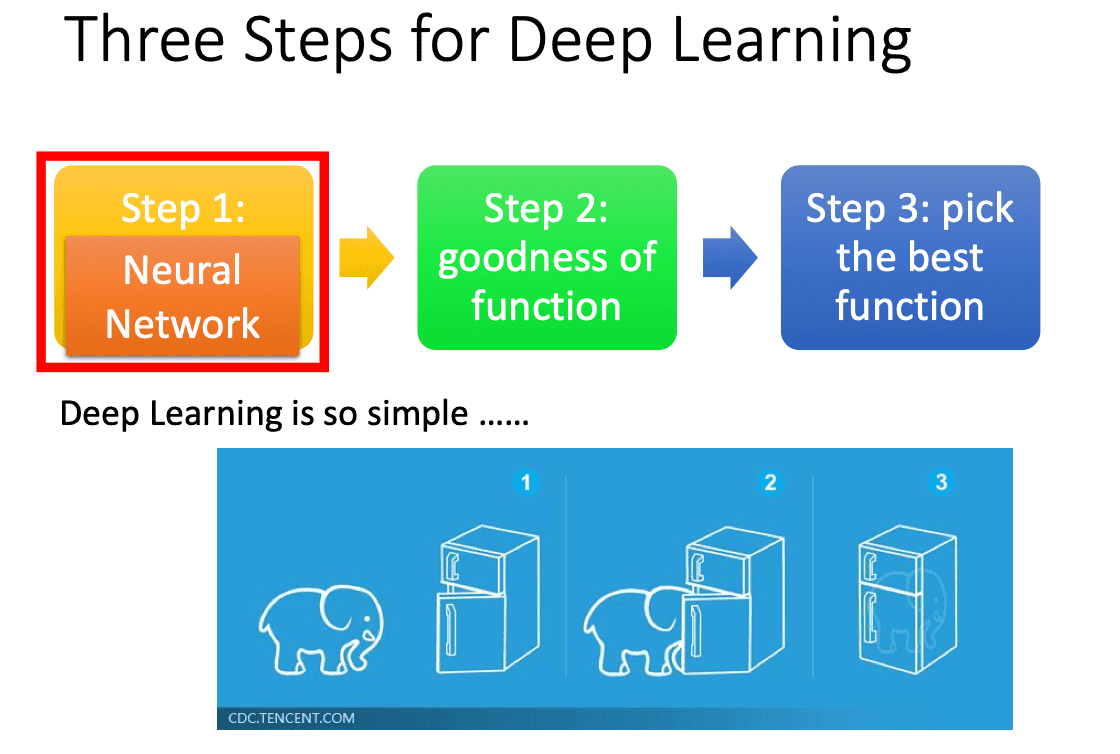 Three Steps for Deep Learning
Step 1:
Neural
Network
Step 2:
goodness of
function
Step 3: pick
the best
function
Deep Learning is so simple ......
1
2
3
CDC.TENCENT.COM